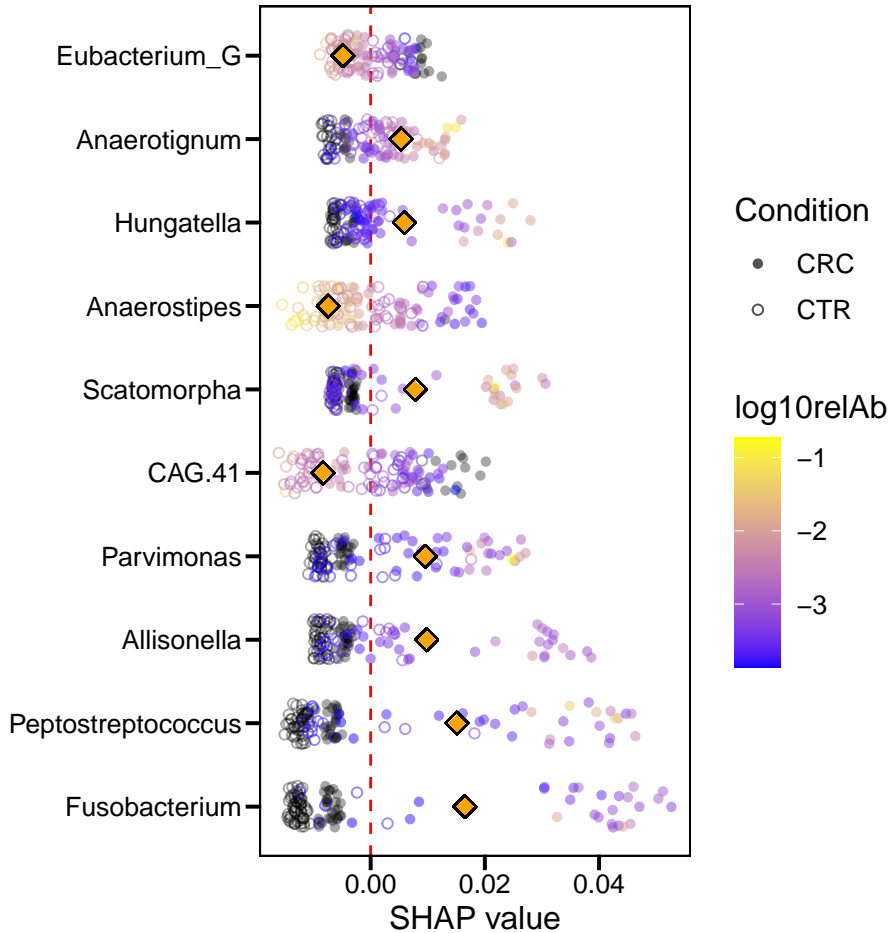 Eubacterium_G
Anaerotignum
Hungatella
Anaerostipes
Scatomorpha
CAG.41
Parvimonas
Allisonella
Peptostreptococcus
Fusobacterium
0.00
0.02
0.04
SHAP value
Condition
CRC
CTR
log10relAb
−1
−2
−3